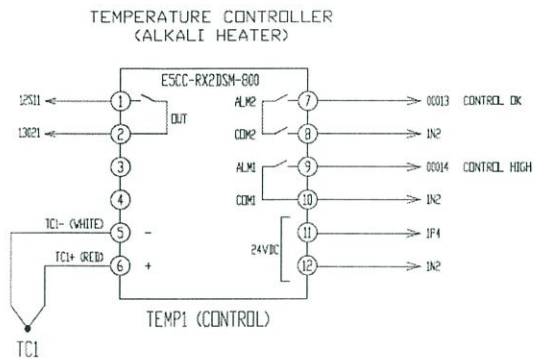 TEMPERATURE CONTROLLER
(ALKALI HEATER)
E5CC-RX2DSM-800
12S11
1
OUT
ALM2
7
00013
CONTROL OK
13021
2
COM2
8
1N2
3
ALM1
9
00014
CONTROL HIGH
4
COM1
10
1N2
TC1- (WHITE)
5
-
11
1P4
24VDC
TC1+ (RED)
6
+
12
1N2
TEMP1 (CONTROL)
TC1